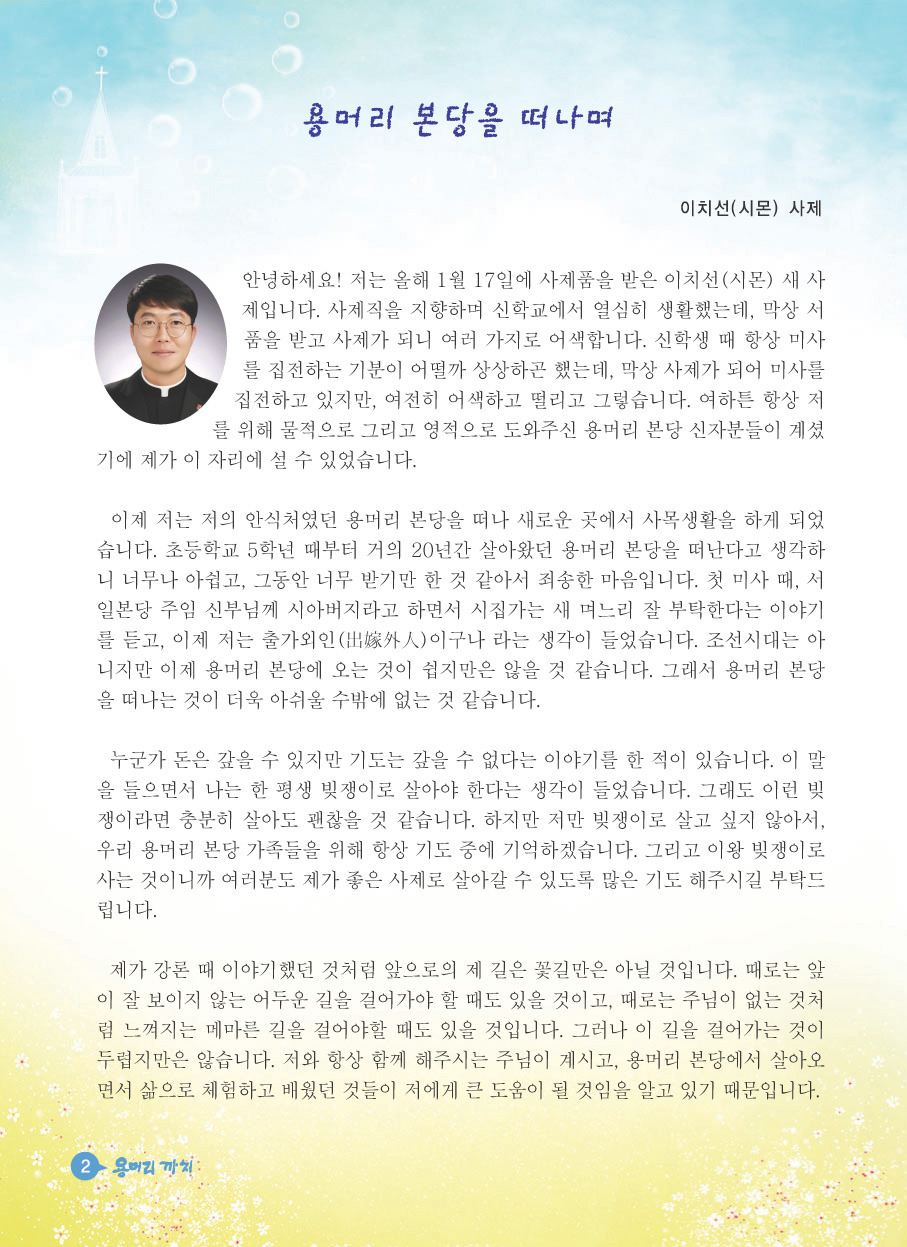 용머리 본당을 떠나며
이치선(시몬) 사제
안녕하세요! 저는 올해 1월 17일에 사제품을 받은 이치선(시몬) 새 사
제입니다. 사제직을 지향하며 신학교에서 열심히 생활했는데, 막상 서
품을 받고 사제가 되니 여러 가지로 어색합니다. 신학생 때 항상 미사
를 집전하는 기분이 어떨까 상상하곤 했는데, 막상 사제가 되어 미사를
집전하고 있지만, 여전히 어색하고 떨리고 그렇습니다. 여하튼 항상 저
를 위해 물적으로 그리고 영적으로 도와주신 용머리 본당 신자분들이 계셨
기에 제가 이 자리에 설 수 있었습니다.
이제 저는 저의 안식처였던 용머리 본당을 떠나 새로운 곳에서 사목생활을 하게 되었
습니다. 초등학교 5학년 때부터 거의 20년간 살아왔던 용머리 본당을 떠난다고 생각하
니 너무나 아쉽고, 그동안 너무 받기만 한 것 같아서 죄송한 마음입니다. 첫 미사 때, 서
일본당 주임 신부님께 시아버지라고 하면서 시집가는 새 며느리 잘 부탁한다는 이야기
를 듣고, 이제 저는 출가외인(出嫁外人)이구나 라는 생각이 들었습니다. 조선시대는 아
니지만 이제 용머리 본당에 오는 것이 쉽지만은 않을 것 같습니다. 그래서 용머리 본당
을 떠나는 것이 더욱 아쉬울 수밖에 없는 것 같습니다.
누군가 돈은 갚을 수 있지만 기도는 갚을 수 없다는 이야기를 한 적이 있습니다. 이 말
을 들으면서 나는 한 평생 빚쟁이로 살아야 한다는 생각이 들었습니다. 그래도 이런 빚
쟁이라면 충분히 살아도 괜찮을 것 같습니다. 하지만 저만 빚쟁이로 살고 싶지 않아서,
우리 용머리 본당 가족들을 위해 항상 기도 중에 기억하겠습니다. 그리고 이왕 빚쟁이로
사는 것이니까 여러분도 제가 좋은 사제로 살아갈 수 있도록 많은 기도 해주시길 부탁드
립니다.
제가 강론 때 이야기했던 것처럼 앞으로의 제 길은 꽃길만은 아닐 것입니다. 때로는 앞
이 잘 보이지 않는 어두운 길을 걸어가야 할 때도 있을 것이고, 때로는 주님이 없는 것처
럼 느껴지는 메마른 길을 걸어야할 때도 있을 것입니다. 그러나 이 길을 걸어가는 것이
두렵지만은 않습니다. 저와 항상 함께 해주시는 주님이 계시고, 용머리 본당에서 살아오
면서 삶으로 체험하고 배웠던 것들이 저에게 큰 도움이 될 것임을 알고 있기 때문입니다.
2 용머리 까치